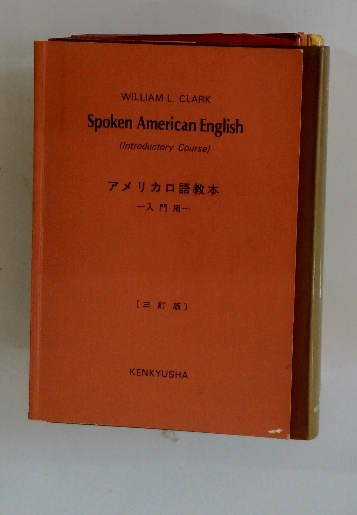 WILLIAM L. CLARK
Spoken American English
(Introductory Course)
アメリカ口語教本
—入門用—
〔三訂版〕
KENKYUSHA